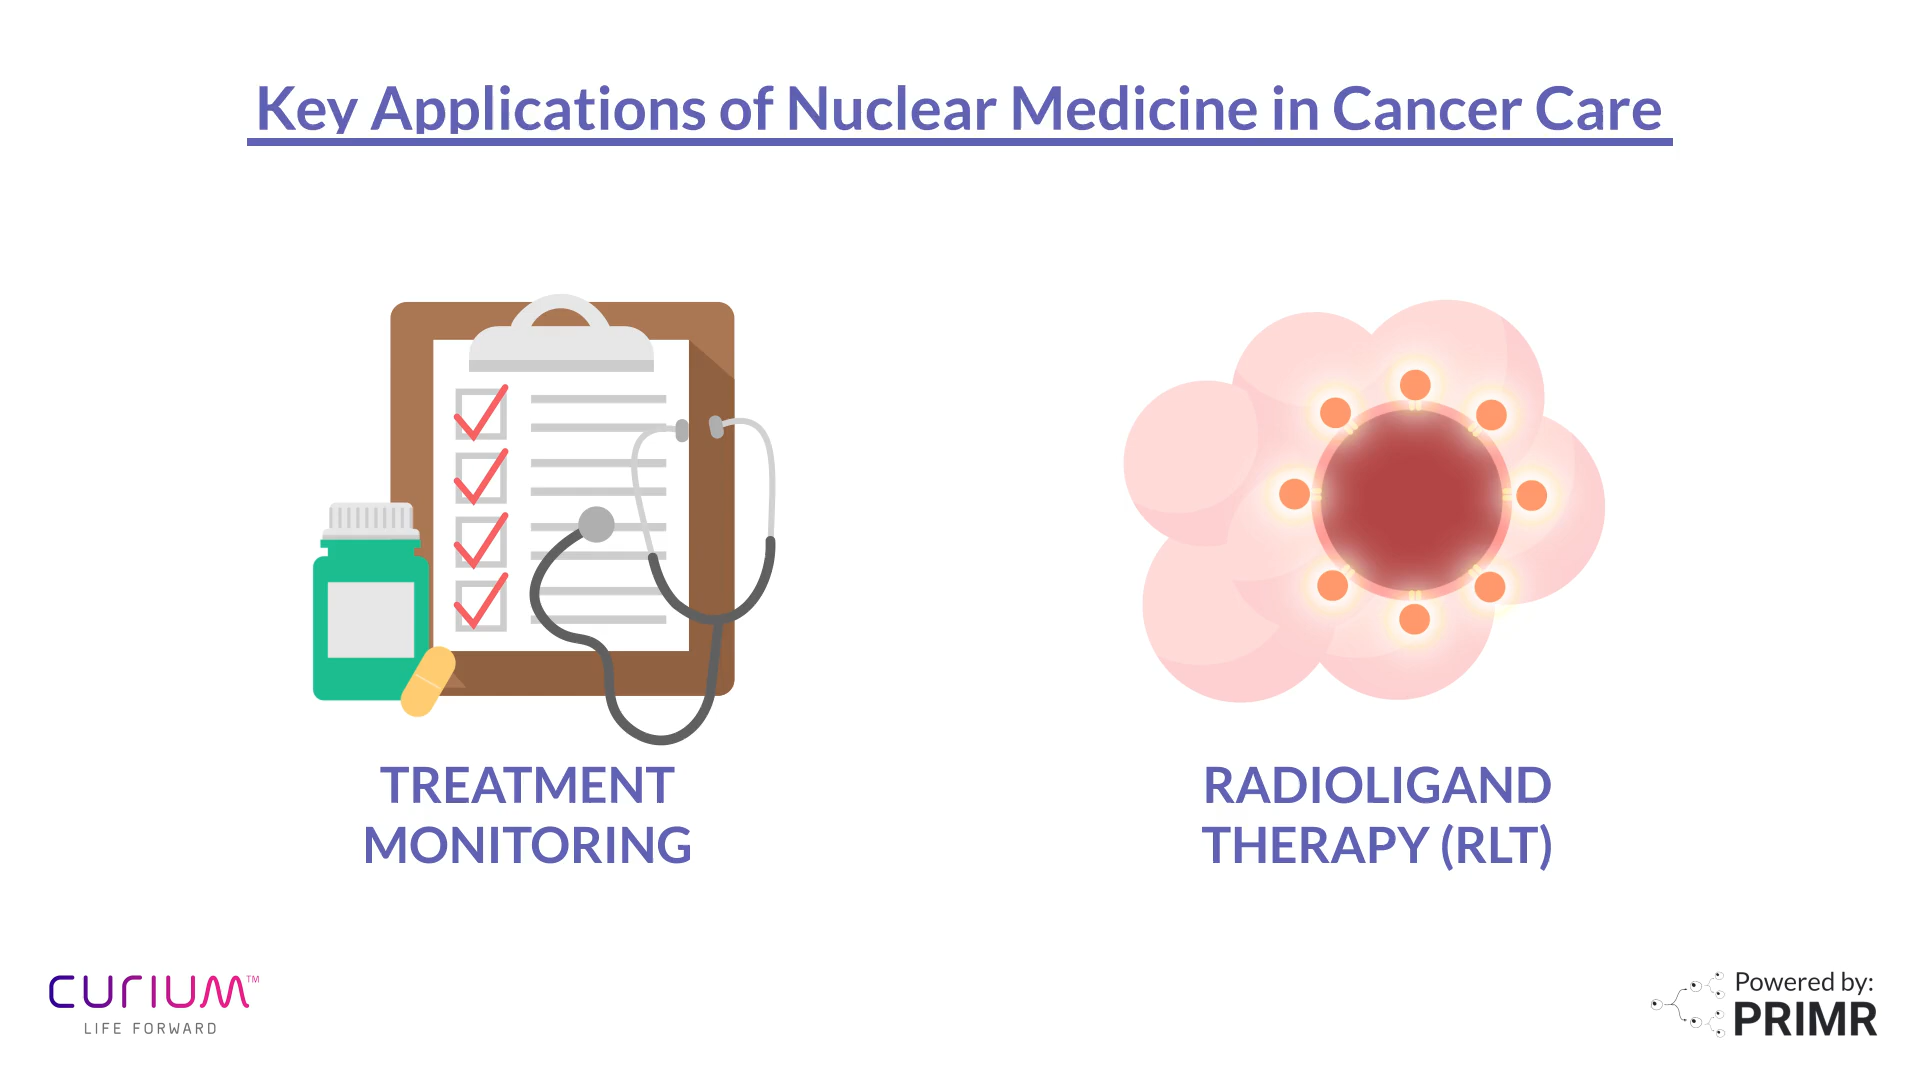 Key Applications of Nuclear Medicine in Cancer Care
TREATMENT
MONITORING
RADIOLIGAND
THERAPY (RLT)
curium™
LIFE FORWARD
Powered by:
PRIMR